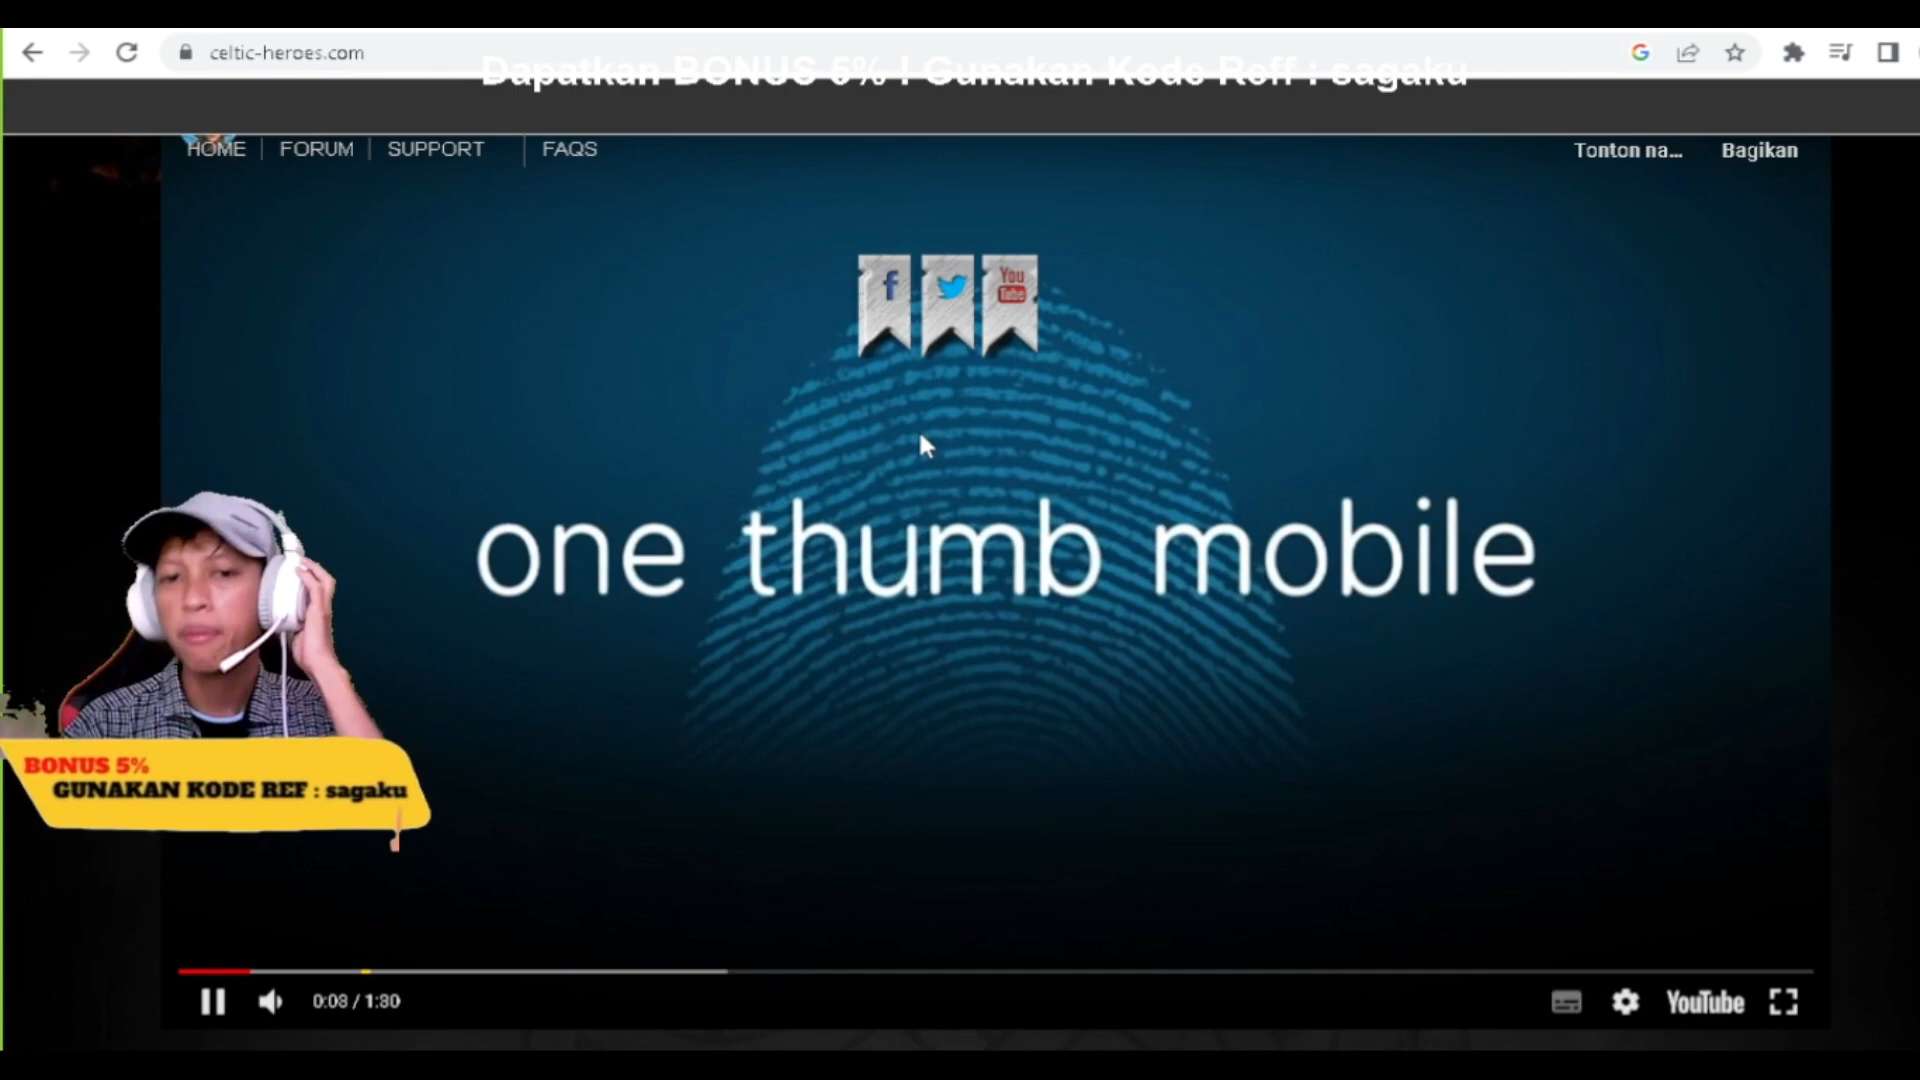 celtic-heroes.com
Dapatkan BONUS 5% ! Gunakan Kode Reff : sagaku
HOME FORUM SUPPORT FAQS
Tonton na... Bagikan
f
You
Tube
one thumb mobile
BONUS 5%
GUNAKAN KODE REF : sagaku
0:03 / 1:30
YouTube